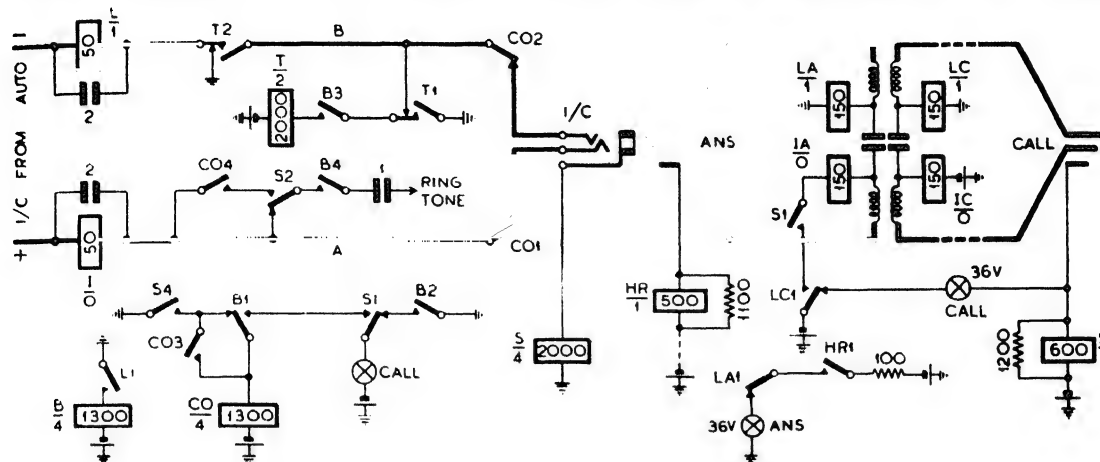 I/C FROM AUTO I
+
L
1
50
2
T2
B
CO2
T
2
2000
B3
T1
I/C
ANS
LA
1
150
LC
1
150
IA
0
150
IC
0
150
CALL
2
CO4
S2
B4
1
RING
TONE
50
I
0
A
CO1
S1
S4
B1
S1
B2
CO3
CALL
L1
B
4
1300
CO
4
1300
S
4
2000
HR
1
500
1100
LC1
36V
CALL
1200
600
LA1
HR1
100
36V
ANS